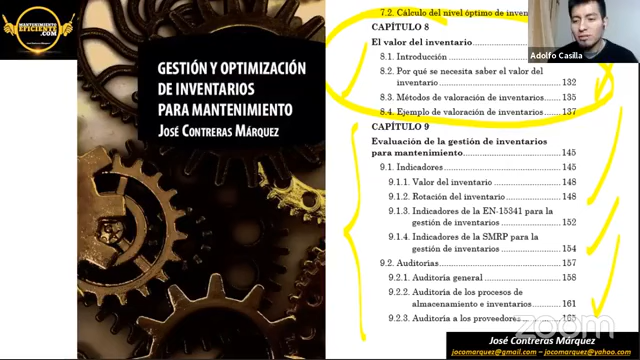 MANTENIMIENTO
EFICIENTE
.COM
GESTIÓN Y OPTIMIZACIÓN
DE INVENTARIOS
PARA MANTENIMIENTO
JOSÉ CONTRERAS MÁRQUEZ
7.2. Cálculo del nivel óptimo de
CAPÍTULO 8
El valor del inventario
8.1. Introducción
8.2. Por qué se necesita saber el valor del
inventario 132
8.3. Métodos de valoración de inventarios 135
8.4. Ejemplo de valoración de inventarios 137
CAPÍTULO 9
Evaluación de la gestión de inventarios
para mantenimiento 145
9.1. Indicadores 145
9.1.1. Valor del inventario 148
9.1.2. Rotación del inventario 148
9.1.3. Indicadores de la EN-15341 para la
gestión de inventarios 152
9.1.4. Indicadores de la SMRP para la
gestión de inventarios 154
9.2. Auditorías 157
9.2.1. Auditoría general 158
9.2.2. Auditoría de los procesos de
almacenamiento e inventarios 161
9.2.3. Auditoría a los proveedores 165
Adolfo Casilla
zoom
José Contreras Márquez
jocomarquez@gmail.com – jocomarquez@yahoo.com